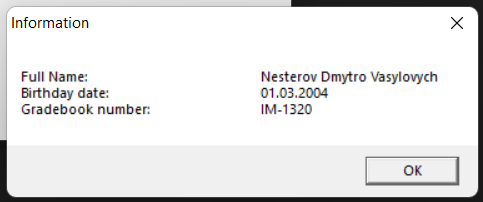 Information
Full Name: Nesterov Dmytro Vasylovych
Birthday date: 01.03.2004
Gradebook number: IM-1320
OK